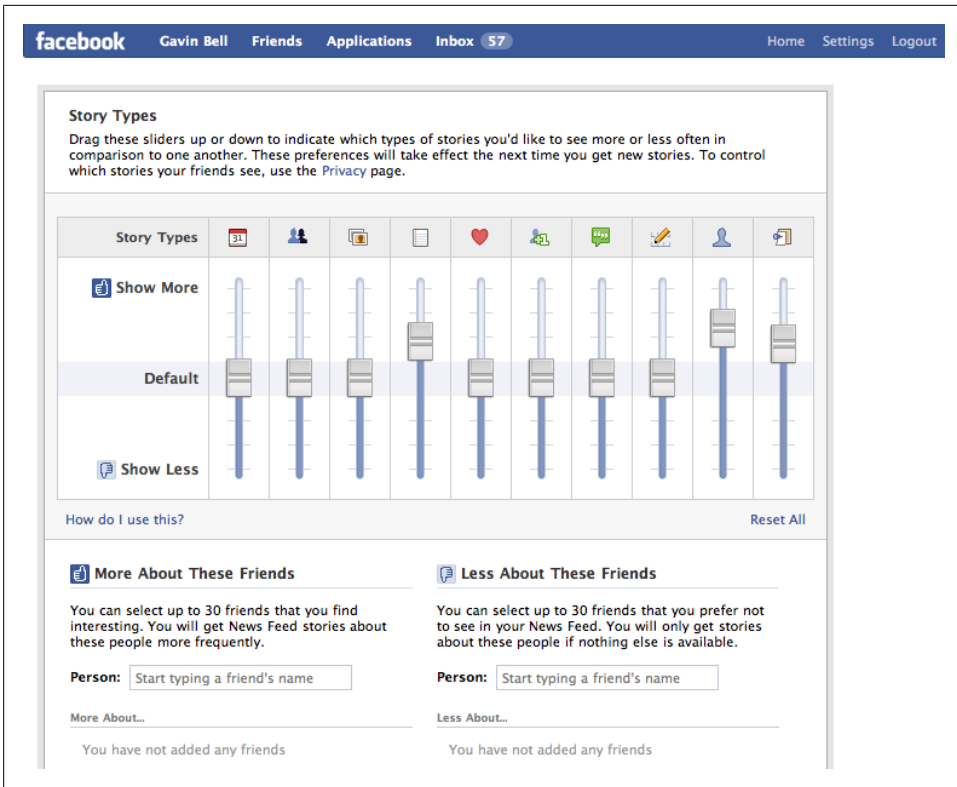 facebook Gavin Bell Friends Applications Inbox 57 Home Settings Logout
Story Types
Drag these sliders up or down to indicate which types of stories you'd like to see more or less often in
comparison to one another. These preferences will take effect the next time you get new stories. To control
which stories your friends see, use the Privacy page.
Story Types 31
Show More
Default
Show Less
How do I use this? Reset All
More About These Friends
You can select up to 30 friends that you find
interesting. You will get News Feed stories about
these people more frequently.
Person: Start typing a friend's name
More About...
You have not added any friends
Less About These Friends
You can select up to 30 friends that you prefer not
to see in your News Feed. You will only get stories
about these people if nothing else is available.
Person: Start typing a friend's name
Less About...
You have not added any friends